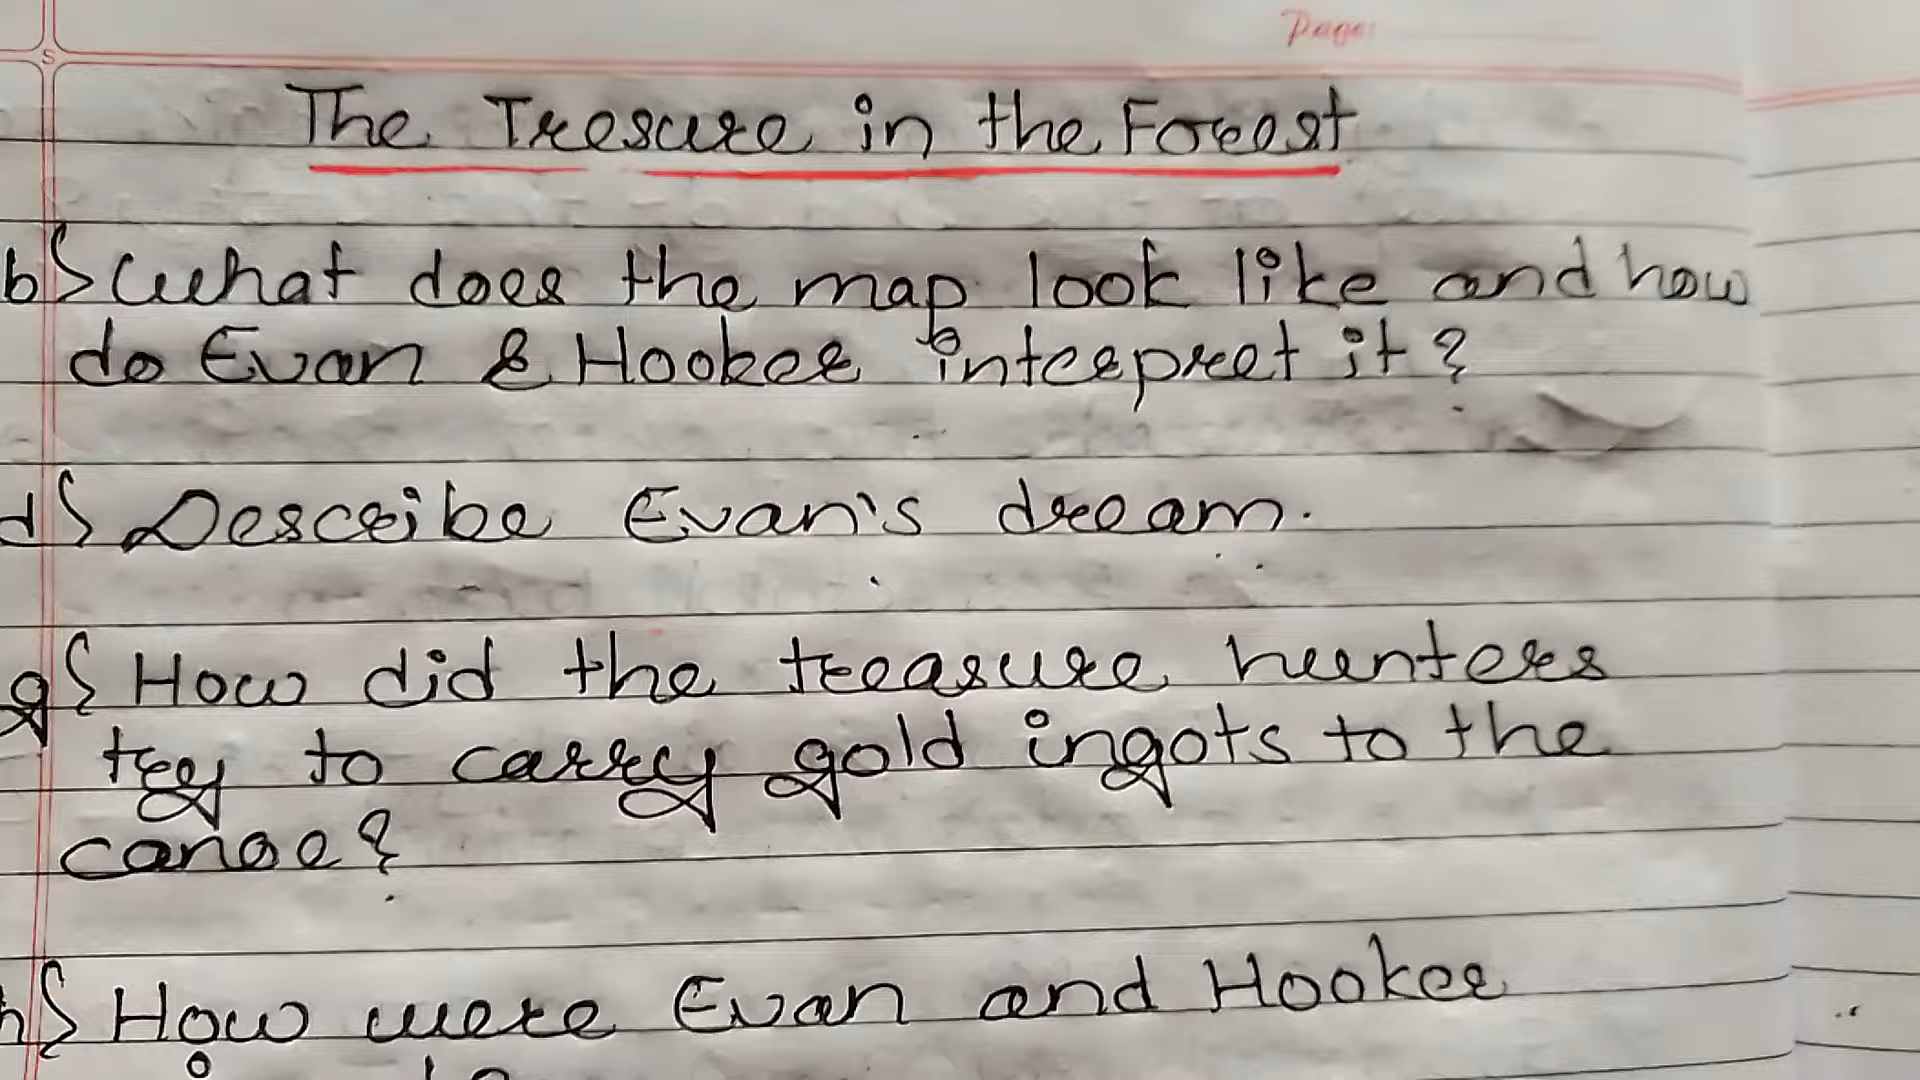 Page:
The Tresure in the Forest
b) What does the map look like and how
do Evan & Hooker interpret it?
d) Describe Evan's dream.
g) How did the treasure hunters
try to carry gold ingots to the
canoe?
h) How were Evan and Hooker